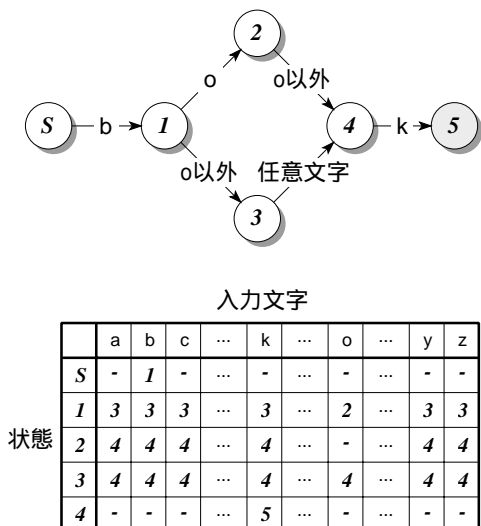 2
o
o以外
S
b
1
4
k
5
o以外
任意文字
3
入力文字
a b c ... k ... o ... y z
S - 1 - ... - ... - ... - -
1 3 3 3 ... 3 ... 2 ... 3 3
状態
2 4 4 4 ... 4 ... - ... 4 4
3 4 4 4 ... 4 ... 4 ... 4 4
4 - - - ... 5 ... - ... - -